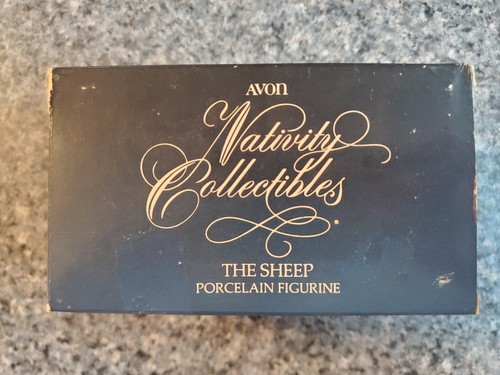 AVON
Nativity
Collectibles
THE SHEEP
PORCELAIN FIGURINE